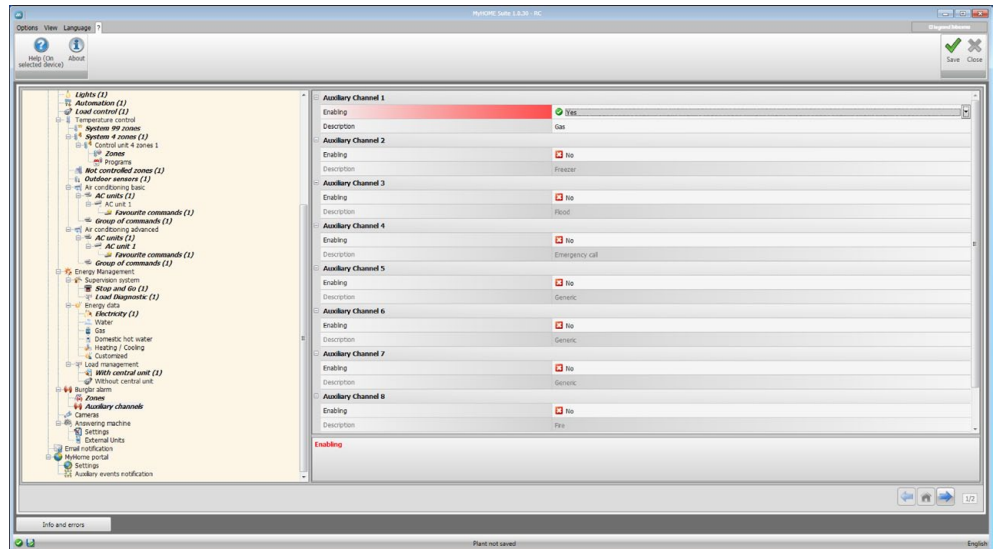 MyHOME Suite 1.0.36 - RC
Options View Language ?
Help (On selected device)
About
Save Close
Lights (1)
Automation (1)
Load control (1)
Temperature control
System 99 zones
System 4 zones (1)
Control unit 4 zones 1
Zones
Programs
Not controlled zones (1)
Outdoor sensors (1)
Air conditioning basic
AC units (1)
AC unit 1
Favourite commands (1)
Group of commands (1)
Air conditioning advanced
AC units (1)
AC unit 1
Favourite commands (1)
Group of commands (1)
Energy Management
Supervision system
Stop and Go (1)
Load Diagnostic (1)
Energy data
Electricity (1)
Water
Gas
Domestic hot water
Heating / Cooling
Customized
Load management
With central unit (1)
Without central unit
Burglar alarm
Zones
Auxiliary channels
Cameras
Answering machine
Settings
External Units
Email notification
MyHome portal
Settings
Auxiliary events notification
Auxiliary Channel 1
Enabling Yes
Description Gas
Auxiliary Channel 2
Enabling No
Description Freezer
Auxiliary Channel 3
Enabling No
Description Flood
Auxiliary Channel 4
Enabling No
Description Emergency call
Auxiliary Channel 5
Enabling No
Description Generic
Auxiliary Channel 6
Enabling No
Description Generic
Auxiliary Channel 7
Enabling No
Description Generic
Auxiliary Channel 8
Enabling No
Description Fire
Enabling
1/2
Info and errors
Plant not saved
English